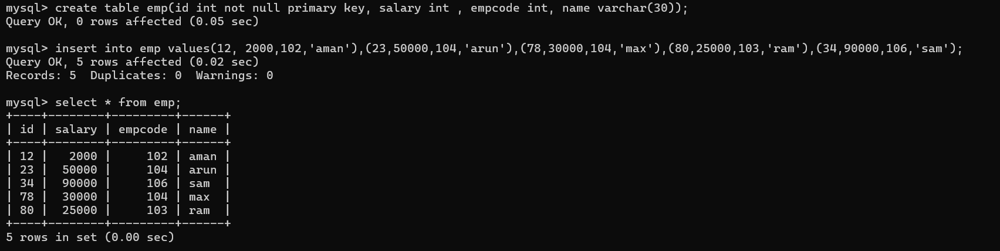 mysql> create table emp(id int not null primary key, salary int , empcode int, name varchar(30));
Query OK, 0 rows affected (0.05 sec)
mysql> insert into emp values(12, 2000,102,'aman'),(23,50000,104,'arun'),(78,30000,104,'max'),(80,25000,103,'ram'),(34,90000,106,'sam');
Query OK, 5 rows affected (0.02 sec)
Records: 5  Duplicates: 0  Warnings: 0
mysql> select * from emp;
+----+--------+---------+------+
| id | salary | empcode | name |
+----+--------+---------+------+
| 12 |   2000 |     102 | aman |
| 23 |  50000 |     104 | arun |
| 34 |  90000 |     106 | sam  |
| 78 |  30000 |     104 | max  |
| 80 |  25000 |     103 | ram  |
+----+--------+---------+------+
5 rows in set (0.00 sec)